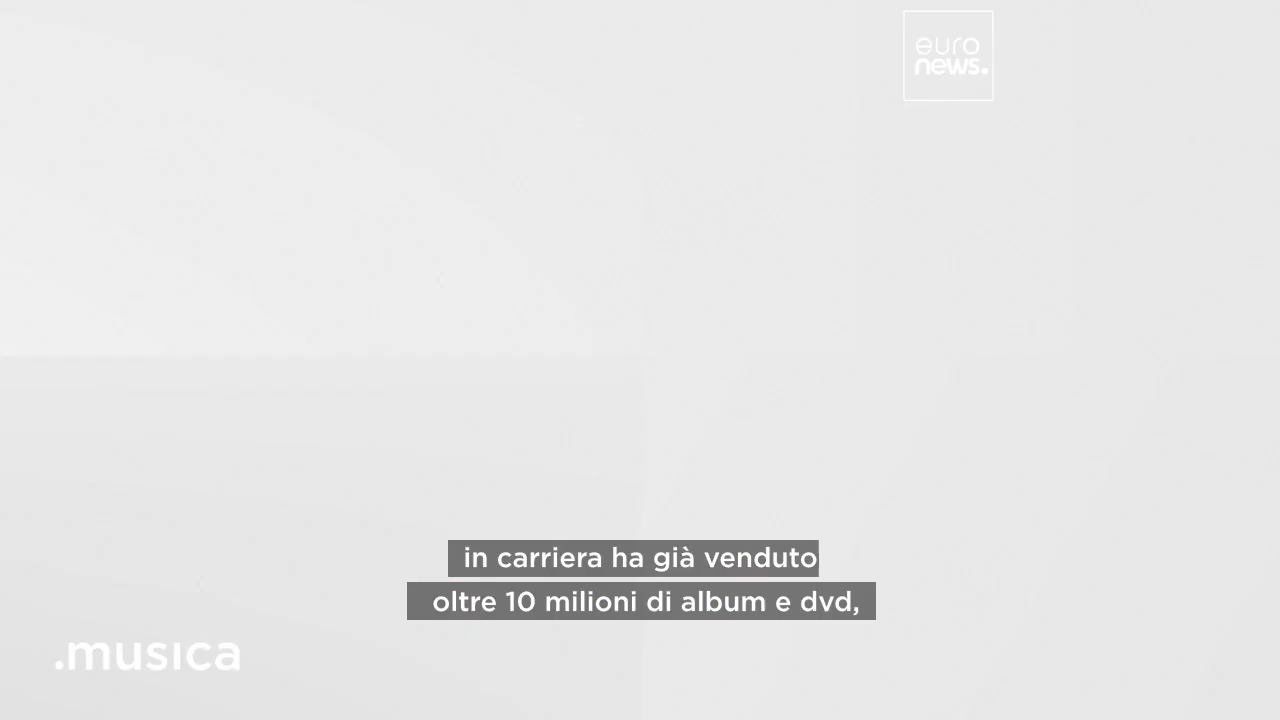 euro
news.
in carriera ha già venduto
oltre 10 milioni di album e dvd,
.musica